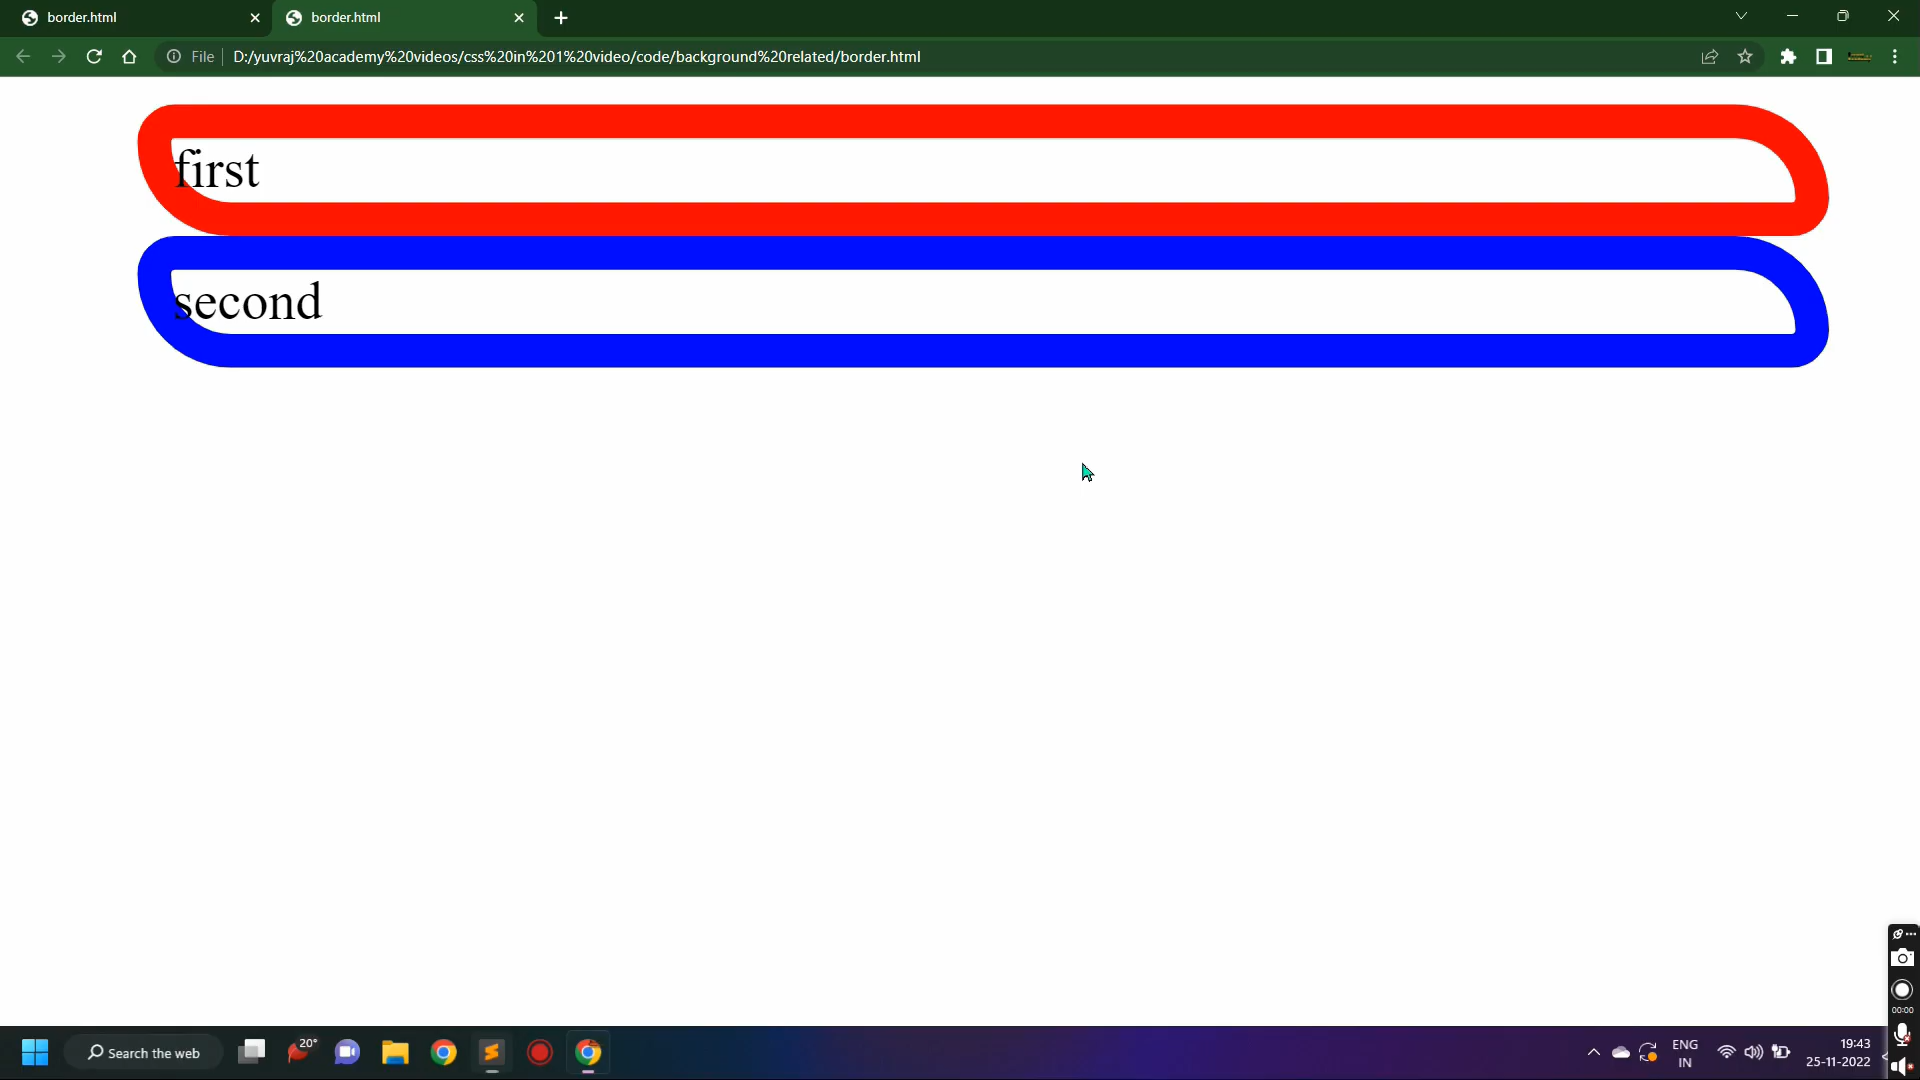 border.html
border.html
File
D:/yuvraj%20academy%20videos/css%20in%201%20video/code/background%20related/border.html
first
second
00:00
Search the web
20°
ENG
IN
19:43
25-11-2022